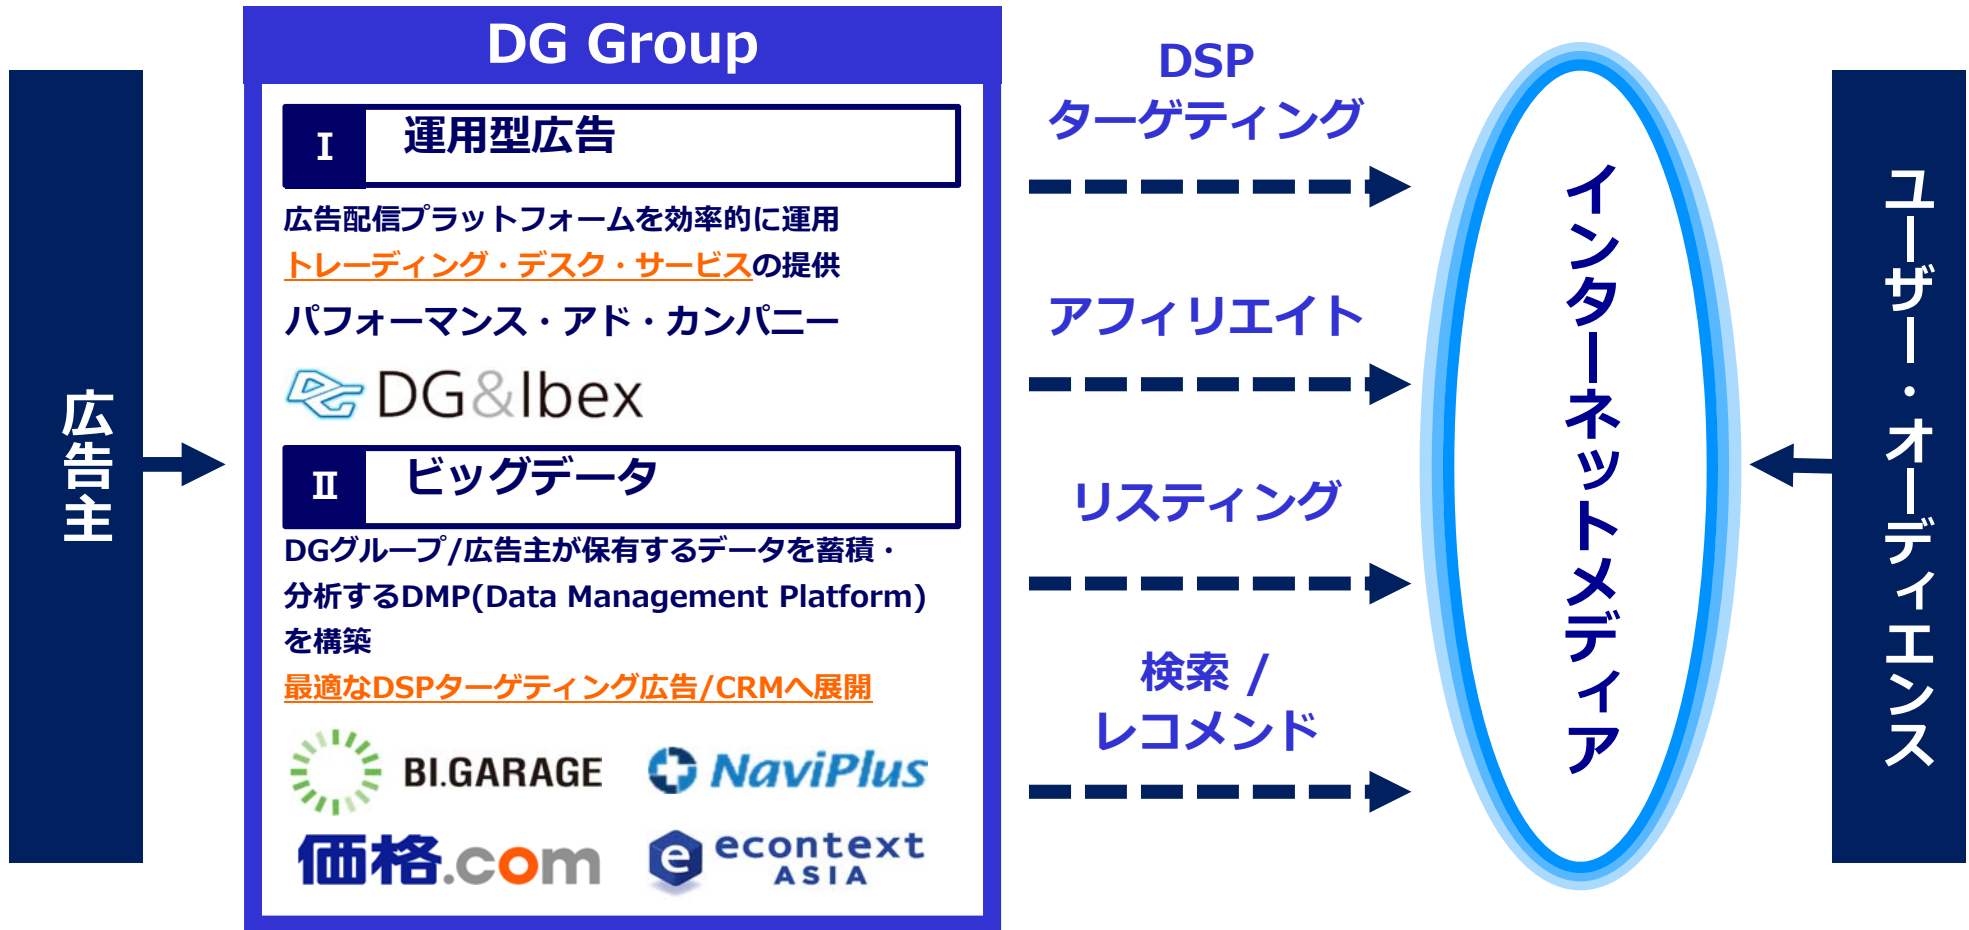 広告主
DG Group
Ⅰ 運用型広告
広告配信プラットフォームを効率的に運用
トレーディング・デスク・サービスの提供
パフォーマンス・アド・カンパニー
DG&Ibex
Ⅱ ビッグデータ
DGグループ/広告主が保有するデータを蓄積・
分析するDMP(Data Management Platform)
を構築
最適なDSPターゲティング広告/CRMへ展開
BI.GARAGE
NaviPlus
価格.com
e econtext
ASIA
DSP
ターゲティング
アフィリエイト
リスティング
検索 /
レコメンド
インターネットメディア
ユーザー・オーディエンス